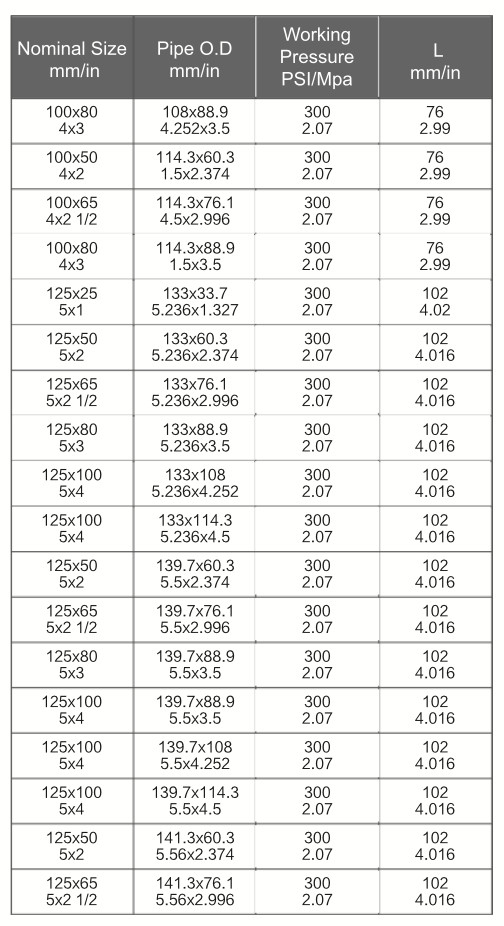 Nominal Size mm/in | Pipe O.D mm/in | Working Pressure PSI/Mpa | L mm/in
100x80 | 108x88.9 | 300 | 76
4x3 | 4.252x3.5 | 2.07 | 2.99
100x50 | 114.3x60.3 | 300 | 76
4x2 | 1.5x2.374 | 2.07 | 2.99
100x65 | 114.3x76.1 | 300 | 76
4x2 1/2 | 4.5x2.996 | 2.07 | 2.99
100x80 | 114.3x88.9 | 300 | 76
4x3 | 1.5x3.5 | 2.07 | 2.99
125x25 | 133x33.7 | 300 | 102
5x1 | 5.236x1.327 | 2.07 | 4.02
125x50 | 133x60.3 | 300 | 102
5x2 | 5.236x2.374 | 2.07 | 4.016
125x65 | 133x76.1 | 300 | 102
5x2 1/2 | 5.236x2.996 | 2.07 | 4.016
125x80 | 133x88.9 | 300 | 102
5x3 | 5.236x3.5 | 2.07 | 4.016
125x100 | 133x108 | 300 | 102
5x4 | 5.236x4.252 | 2.07 | 4.016
125x100 | 133x114.3 | 300 | 102
5x4 | 5.236x4.5 | 2.07 | 4.016
125x50 | 139.7x60.3 | 300 | 102
5x2 | 5.5x2.374 | 2.07 | 4.016
125x65 | 139.7x76.1 | 300 | 102
5x2 1/2 | 5.5x2.996 | 2.07 | 4.016
125x80 | 139.7x88.9 | 300 | 102
5x3 | 5.5x3.5 | 2.07 | 4.016
125x100 | 139.7x88.9 | 300 | 102
5x4 | 5.5x3.5 | 2.07 | 4.016
125x100 | 139.7x108 | 300 | 102
5x4 | 5.5x4.252 | 2.07 | 4.016
125x100 | 139.7x114.3 | 300 | 102
5x4 | 5.5x4.5 | 2.07 | 4.016
125x50 | 141.3x60.3 | 300 | 102
5x2 | 5.56x2.374 | 2.07 | 4.016
125x65 | 141.3x76.1 | 300 | 102
5x2 1/2 | 5.56x2.996 | 2.07 | 4.016